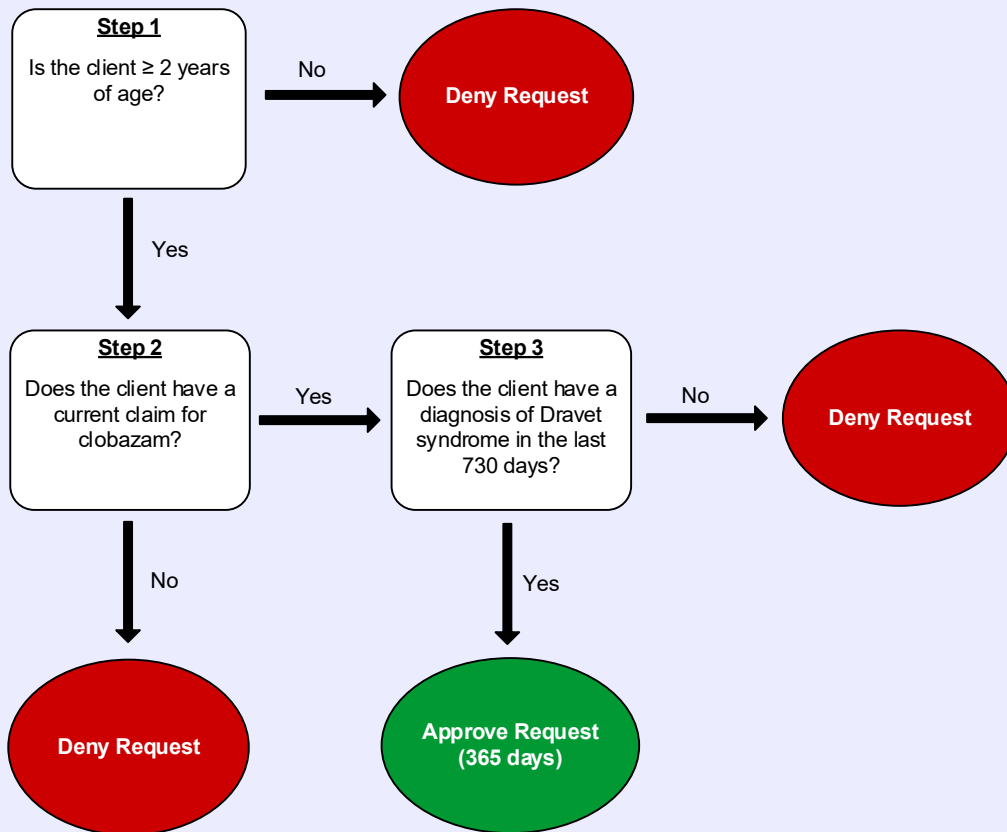 Step 1
Is the client ≥ 2 years
of age?
No
Deny Request
Yes
Step 2
Does the client have a
current claim for
clobazam?
Yes
Step 3
Does the client have a
diagnosis of Dravet
syndrome in the last
730 days?
No
Deny Request
No
Yes
Deny Request
Approve Request
(365 days)